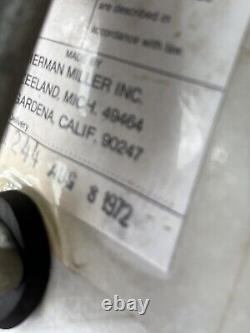 are described in
accordance with law.
MADE BY
HERMAN MILLER INC.
ZEELAND, MICH. 49464
GARDENA, CALIF. 90247
Delivery
244 AUG 8 1972